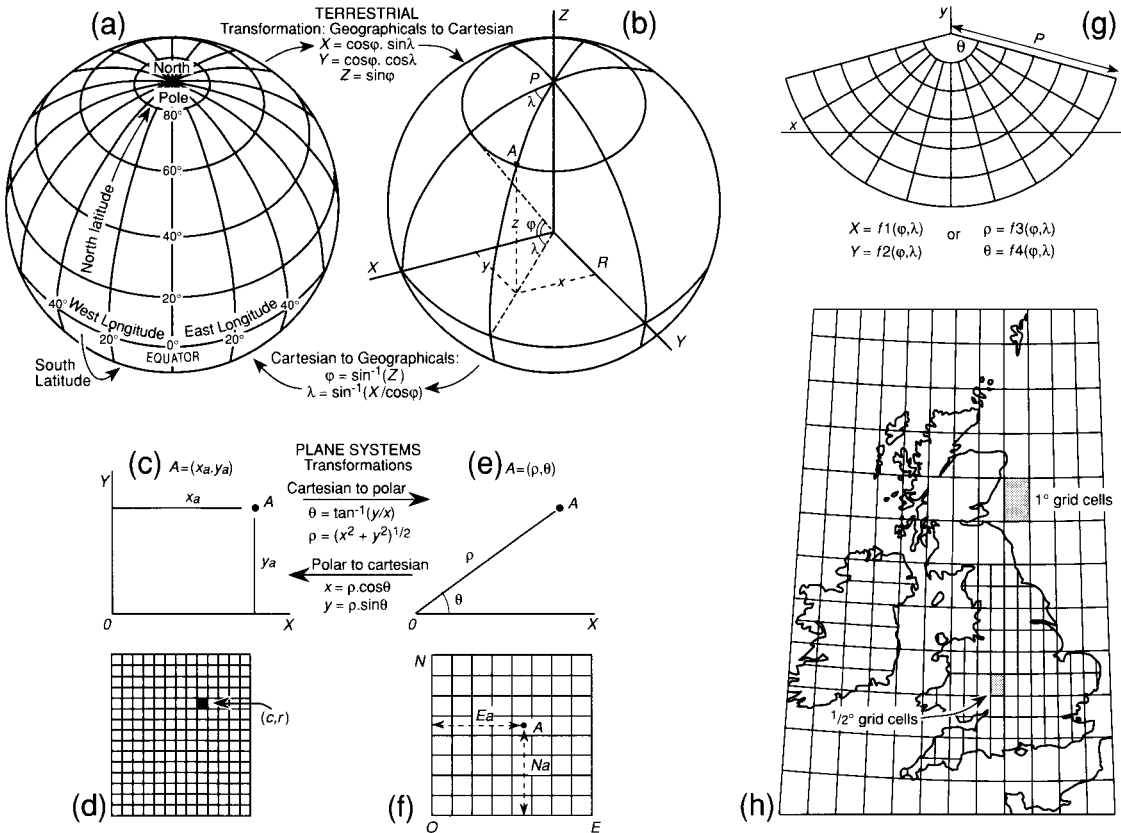 (a)
TERRESTRIAL
Transformation: Geographicals to Cartesian
X = cosφ. sinλ
Y = cosφ. cosλ
Z = sinφ
North
Pole
80°
60°
40°
20°
0°
North latitude
40°
West Longitude
20°
East Longitude
40°
20°
EQUATOR
South
Latitude
(b)
Z
P
λ
A
z
φ
λ
X
y
x
R
Y
Cartesian to Geographicals:
φ = sin⁻¹(Z)
λ = sin⁻¹(X/cosφ)
(g)
y
P
θ
x
X = f1(φ,λ) or ρ = f3(φ,λ)
Y = f2(φ,λ) θ = f4(φ,λ)
PLANE SYSTEMS
Transformations
(c)
A=(xₐ.yₐ)
Y
xₐ
A
yₐ
0
X
Cartesian to polar
θ = tan⁻¹(y/x)
ρ = (x² + y²)¹/²
Polar to cartesian
x = ρ.cosθ
y = ρ.sinθ
(e)
A=(ρ,θ)
A
ρ
θ
0
X
(d)
(c,r)
(f)
N
Ea
A
Na
O
E
(h)
1° grid cells
1/2° grid cells